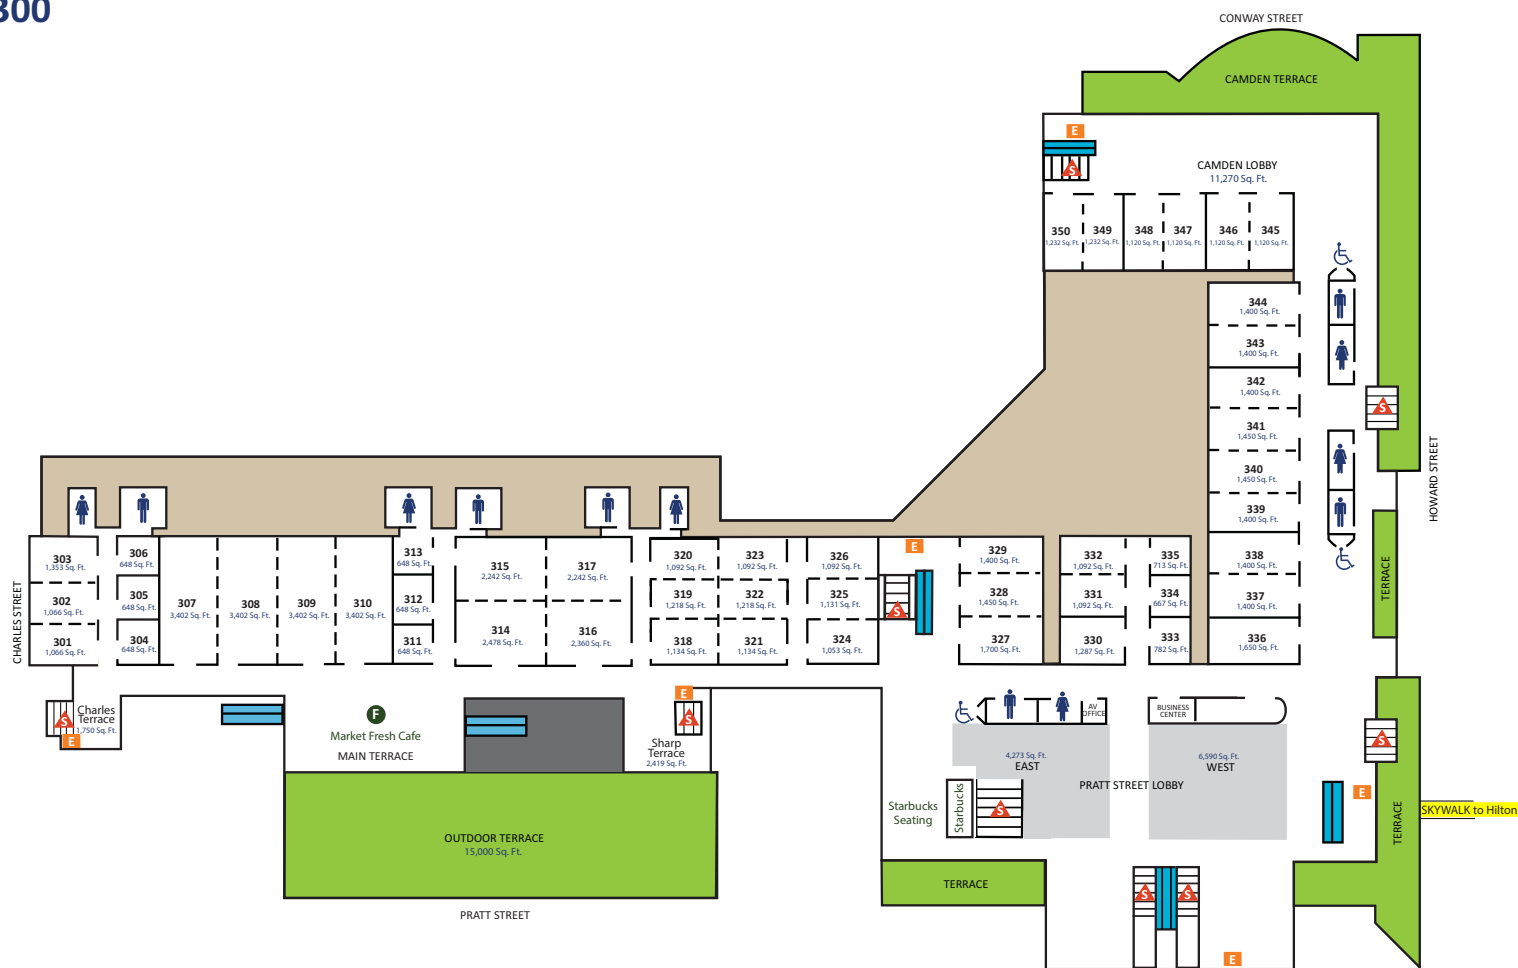 300
CONWAY STREET
CAMDEN TERRACE
E
S
CAMDEN LOBBY
11,270 Sq. Ft.
350
1,232 Sq. Ft.
349
1,232 Sq. Ft.
348
1,120 Sq. Ft.
347
1,120 Sq. Ft.
346
1,120 Sq. Ft.
345
1,120 Sq. Ft.
344
1,400 Sq. Ft.
343
1,400 Sq. Ft.
342
1,400 Sq. Ft.
341
1,450 Sq. Ft.
340
1,450 Sq. Ft.
339
1,400 Sq. Ft.
338
1,400 Sq. Ft.
337
1,400 Sq. Ft.
336
1,650 Sq. Ft.
S
HOWARD STREET
TERRACE
CHARLES STREET
303
1,353 Sq. Ft.
302
1,066 Sq. Ft.
301
1,066 Sq. Ft.
306
648 Sq. Ft.
305
648 Sq. Ft.
304
648 Sq. Ft.
307
3,402 Sq. Ft.
308
3,402 Sq. Ft.
309
3,402 Sq. Ft.
310
3,402 Sq. Ft.
313
648 Sq. Ft.
312
648 Sq. Ft.
311
648 Sq. Ft.
315
2,242 Sq. Ft.
317
2,242 Sq. Ft.
314
2,478 Sq. Ft.
316
2,360 Sq. Ft.
320
1,092 Sq. Ft.
319
1,218 Sq. Ft.
318
1,134 Sq. Ft.
323
1,092 Sq. Ft.
322
1,218 Sq. Ft.
321
1,134 Sq. Ft.
326
1,092 Sq. Ft.
325
1,131 Sq. Ft.
324
1,053 Sq. Ft.
E
S
329
1,400 Sq. Ft.
328
1,450 Sq. Ft.
327
1,700 Sq. Ft.
332
1,092 Sq. Ft.
331
1,092 Sq. Ft.
330
1,287 Sq. Ft.
335
713 Sq. Ft.
334
667 Sq. Ft.
333
782 Sq. Ft.
S
E
Charles
Terrace
1,750 Sq. Ft.
F
Market Fresh Cafe
MAIN TERRACE
E
S
Sharp
Terrace
2,419 Sq. Ft.
OUTDOOR TERRACE
15,000 Sq. Ft.
PRATT STREET
AV
OFFICE
BUSINESS
CENTER
4,273 Sq. Ft.
EAST
6,590 Sq. Ft.
WEST
PRATT STREET LOBBY
Starbucks
Seating
Starbucks
S
S
E
TERRACE
SKYWALK to Hilton
TERRACE
S
S
E